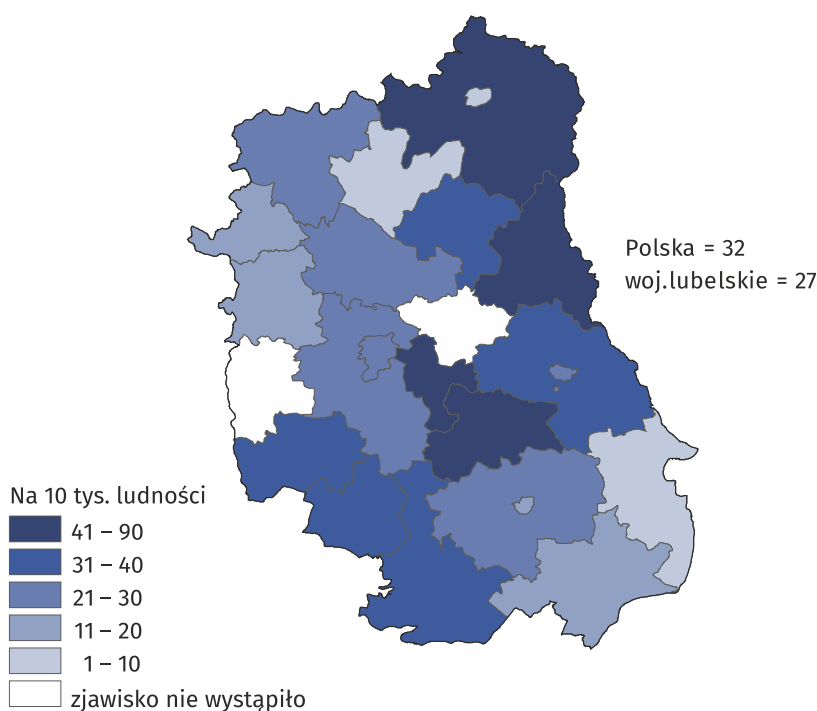 Polska = 32
woj.lubelskie = 27
Na 10 tys. ludności
41 – 90
31 – 40
21 – 30
11 – 20
1 – 10
zjawisko nie wystąpiło